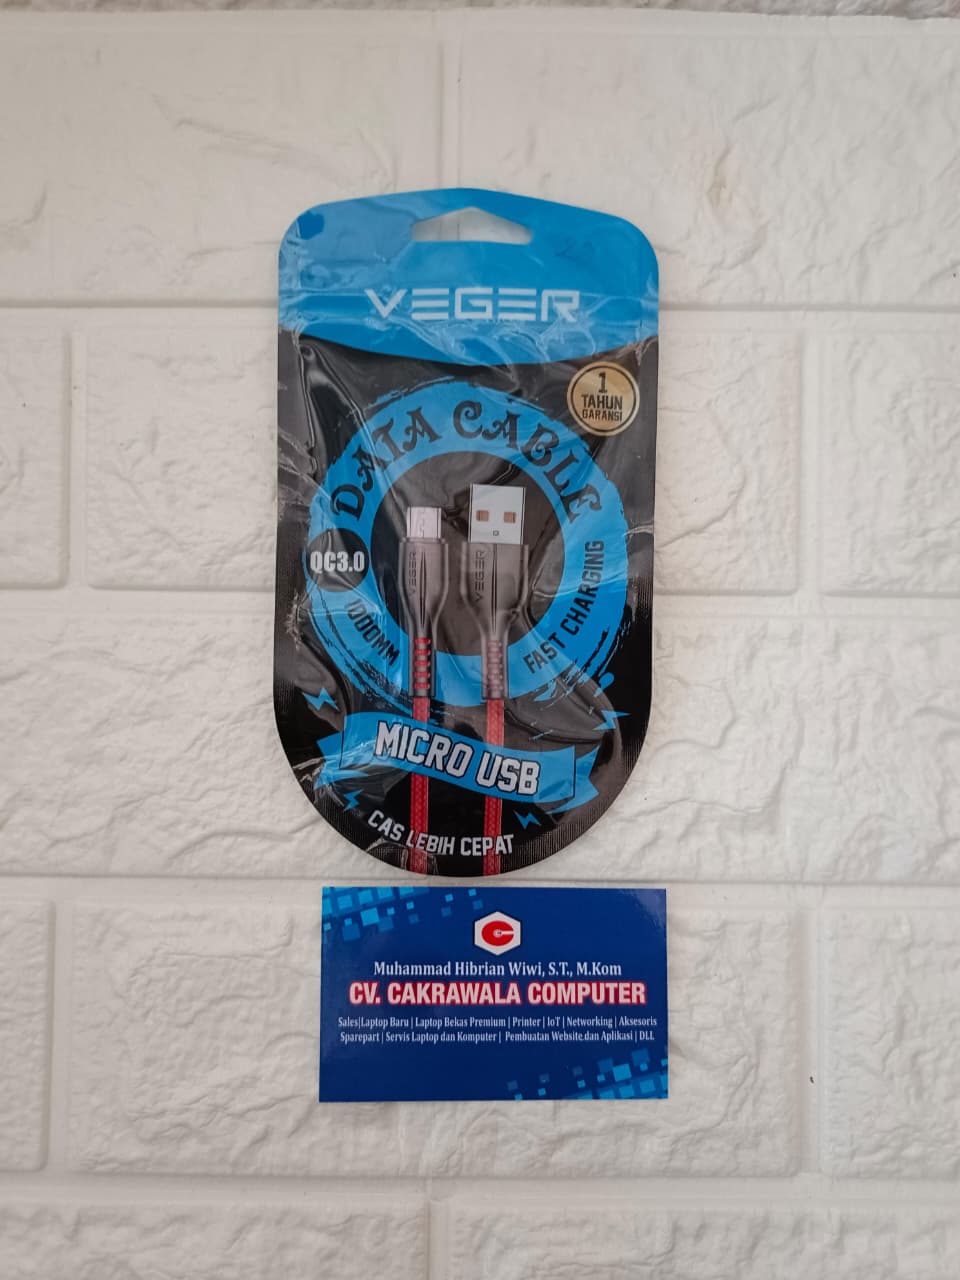 VEGER
1
TAHUN
GARANSI
DATA CABLE
QC3.0
1000MM
FAST CHARGING
VEGER
VEGER
MICRO USB
CAS LEBIH CEPAT
Muhammad Hibrian Wiwi, S.T., M.Kom
CV. CAKRAWALA COMPUTER
Sales|Laptop Baru | Laptop Bekas Premium | Printer | IoT | Networking | Aksesoris
Sparepart | Servis Laptop dan Komputer | Pembuatan Website.dan Aplikasi | DLL